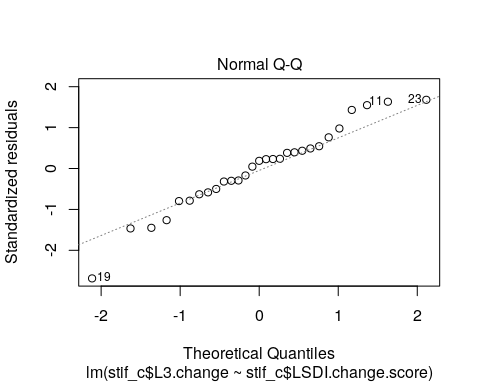 Normal Q-Q
Standardized residuals
2
1
0
-1
-2
11
23
19
-2 -1 0 1 2
Theoretical Quantiles
lm(stif_c$L3.change ~ stif_c$LSDI.change.score)